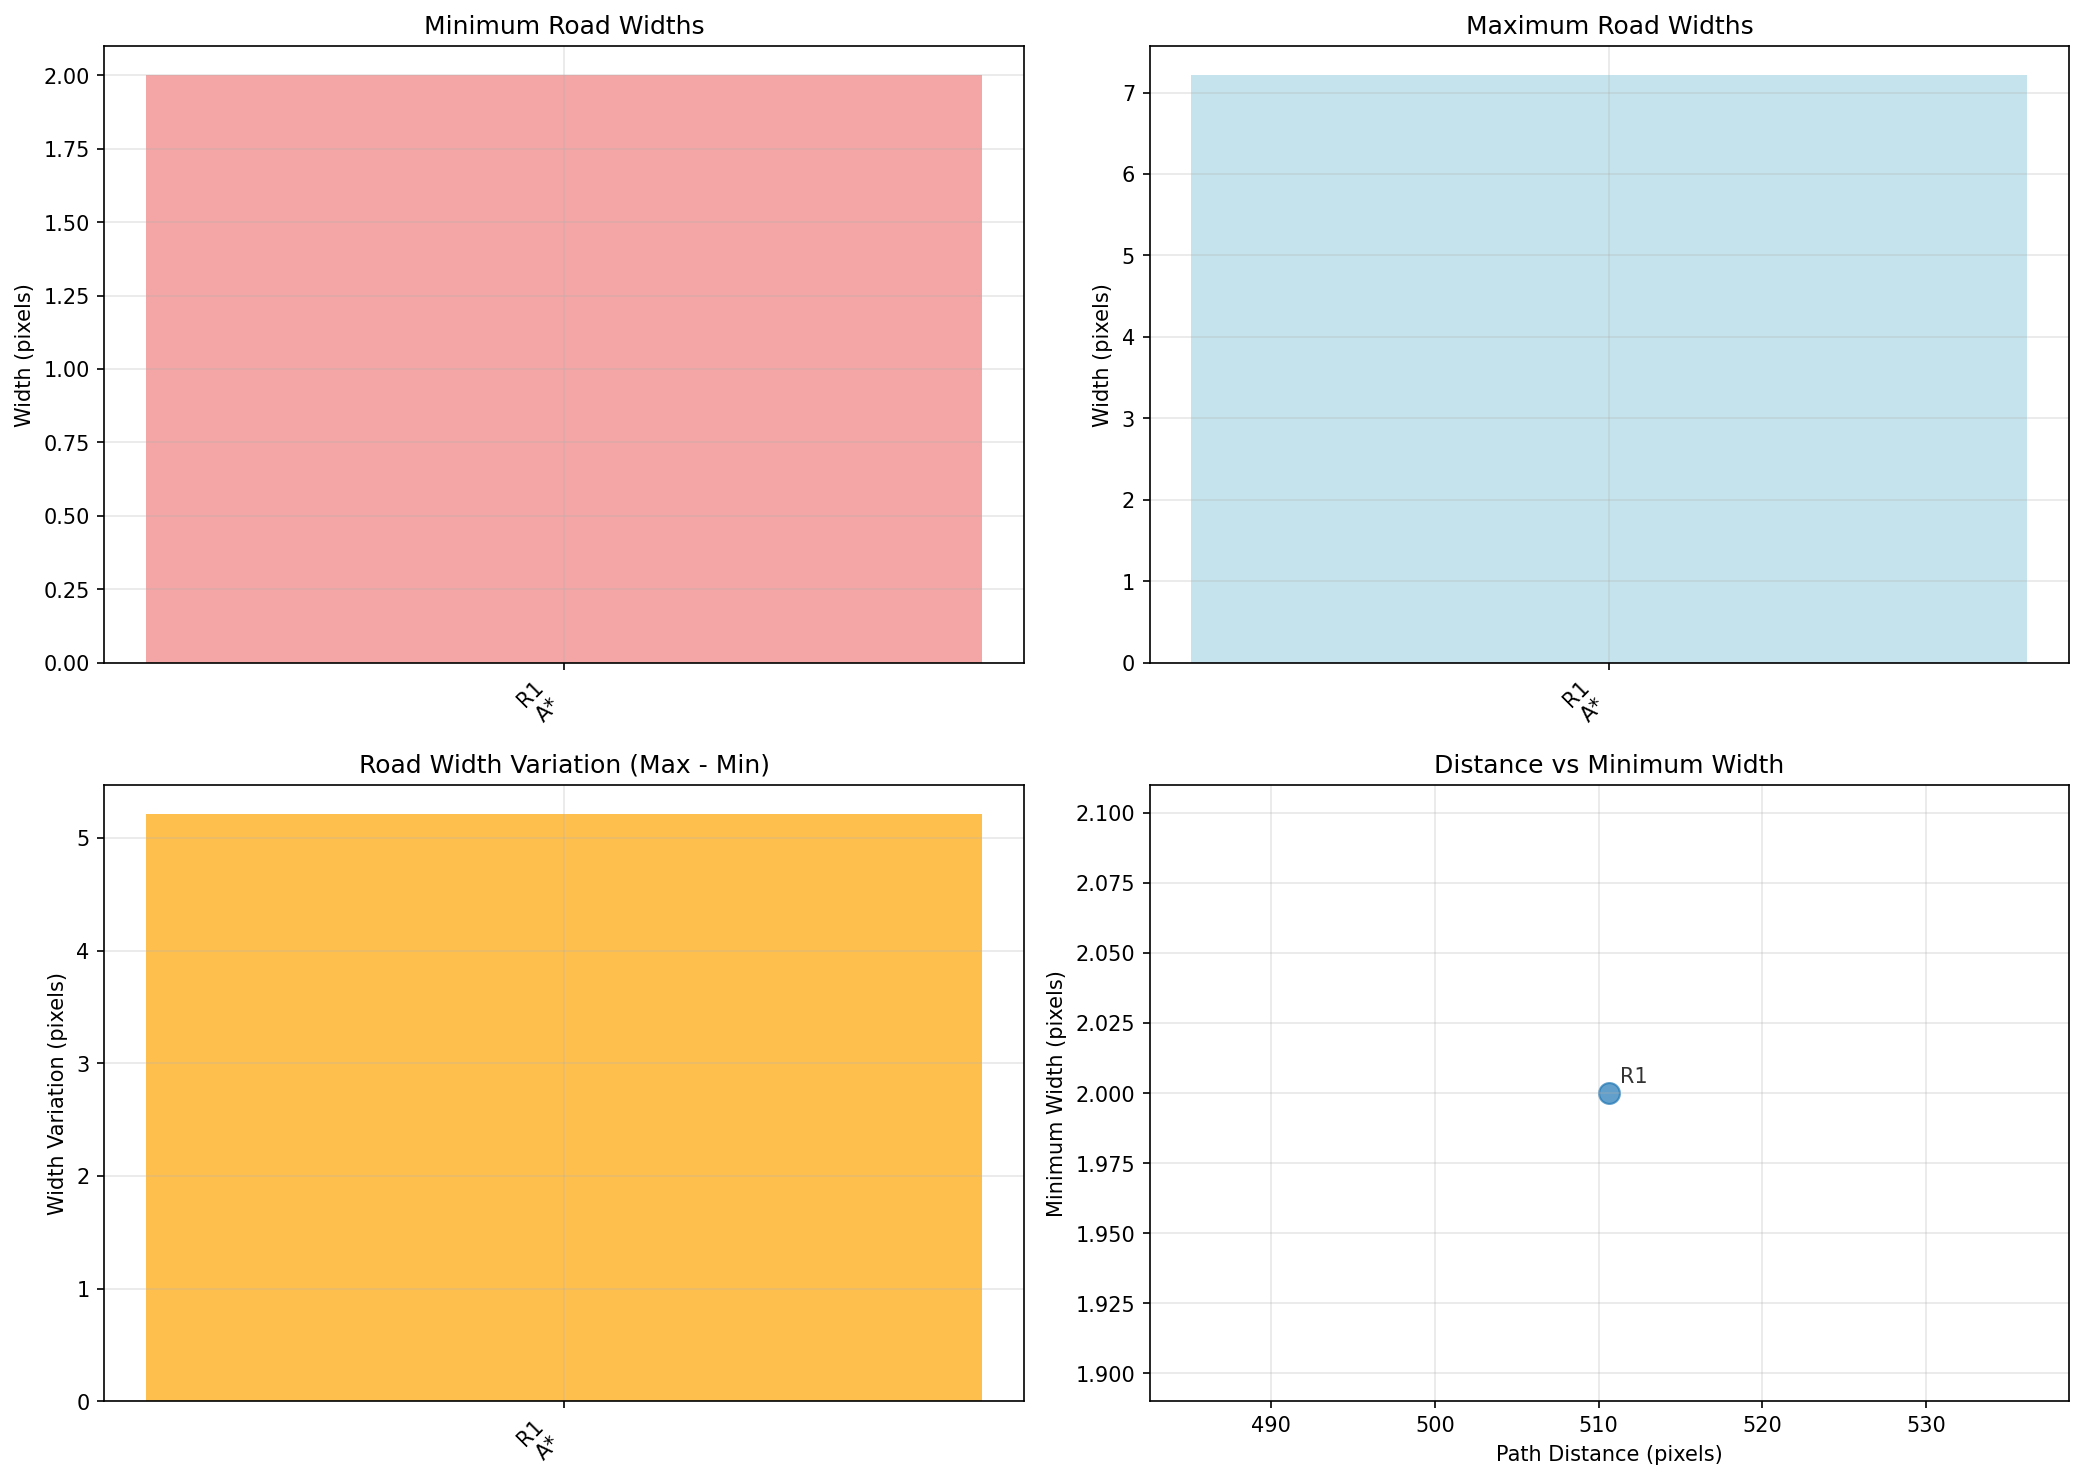 Minimum Road Widths
Width (pixels)
2.00
1.75
1.50
1.25
1.00
0.75
0.50
0.25
0.00
R1
A*
Maximum Road Widths
Width (pixels)
7
6
5
4
3
2
1
0
R1
A*
Road Width Variation (Max - Min)
Width Variation (pixels)
5
4
3
2
1
0
R1
A*
Distance vs Minimum Width
Minimum Width (pixels)
2.100
2.075
2.050
2.025
2.000
1.975
1.950
1.925
1.900
R1
490 500 510 520 530
Path Distance (pixels)